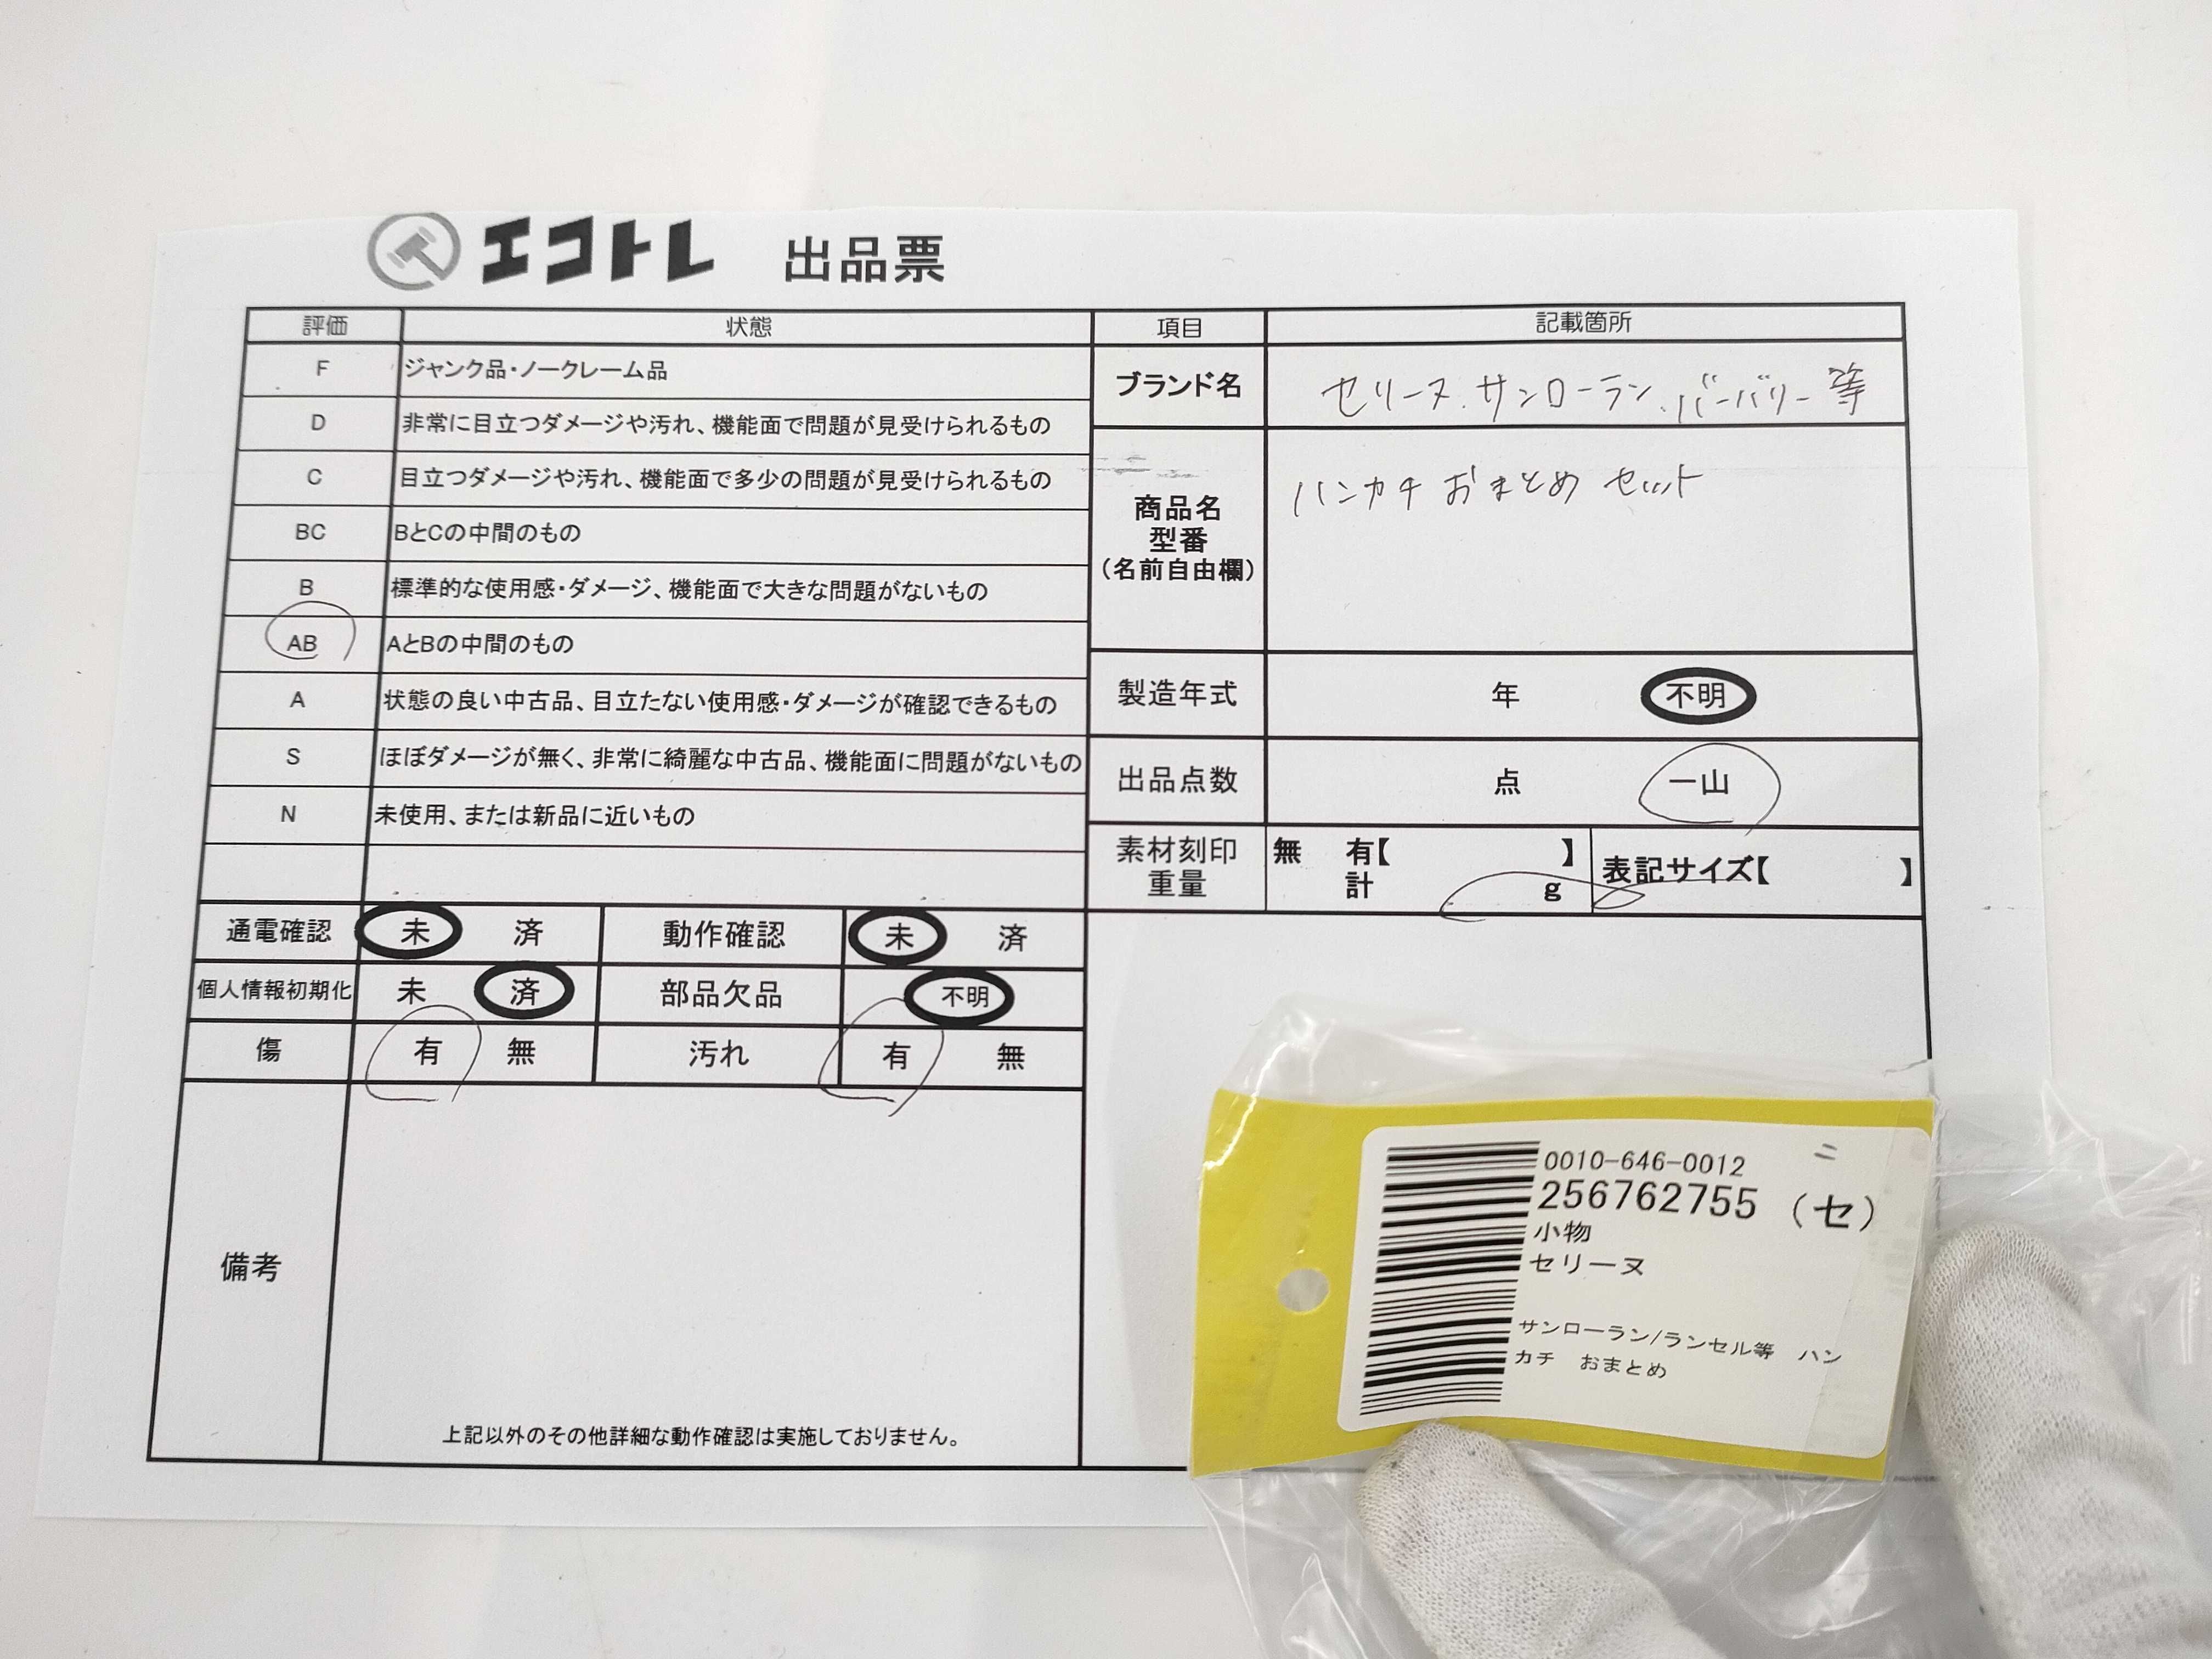 エコトレ 出品票
評価 状態 項目 記載箇所
F ジャンク品・ノークレーム品
D 非常に目立つダメージや汚れ、機能面で問題が見受けられるもの
C 目立つダメージや汚れ、機能面で多少の問題が見受けられるもの
BC BとCの中間のもの
B 標準的な使用感・ダメージ、機能面で大きな問題がないもの
AB AとBの中間のもの
A 状態の良い中古品、目立たない使用感・ダメージが確認できるもの
S ほぼダメージが無く、非常に綺麗な中古品、機能面に問題がないもの
N 未使用、または新品に近いもの
ブランド名 セリーヌ.サンローラン.バーバリー等
商品名
型番
(名前自由欄)
ハンカチ おまとめ セット
製造年式 年 不明
出品点数 点 一山
素材刻印 無 有【 】
重量 計 g
表記サイズ【 】
通電確認 未 済 動作確認 未 済
個人情報初期化 未 済 部品欠品 不明
傷 有 無 汚れ 有 無
備考
上記以外のその他詳細な動作確認は実施しておりません。
0010-646-0012 ニ
256762755 (セ)
小物
セリーヌ
サンローラン/ランセル等 ハン
カチ おまとめ